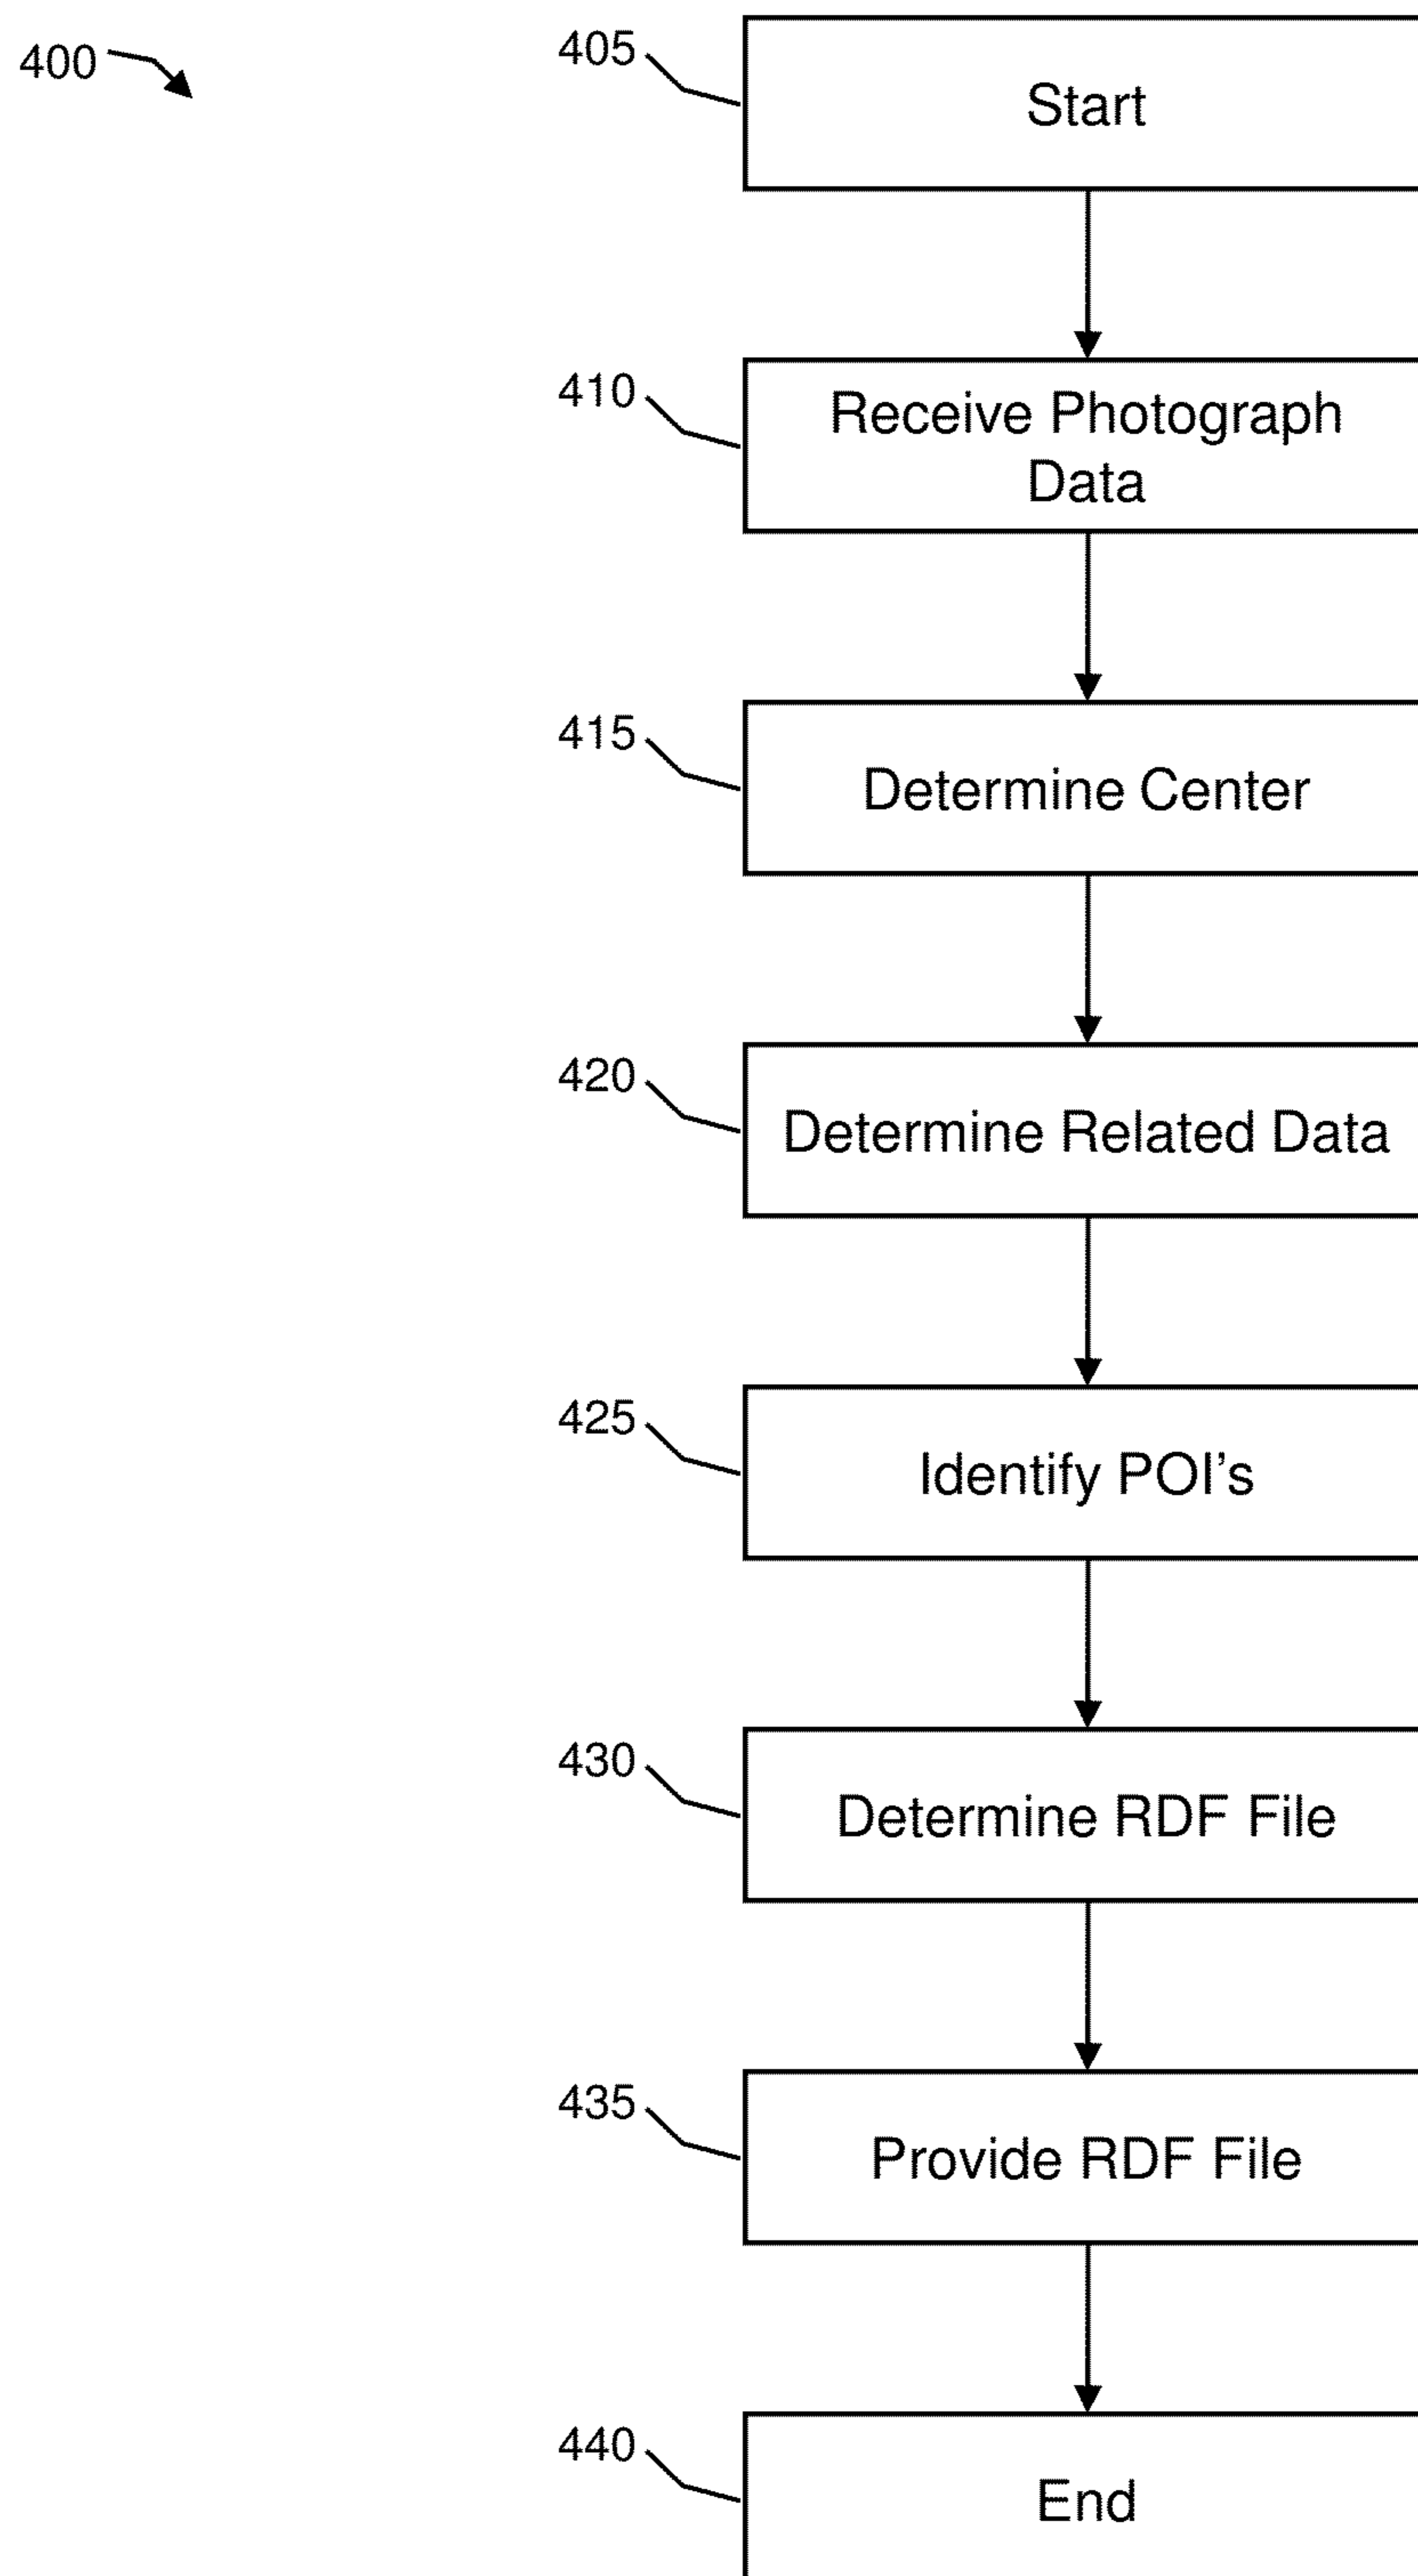 400
405
Start
410
Receive Photograph
Data
415
Determine Center
420
Determine Related Data
425
Identify POI's
430
Determine RDF File
435
Provide RDF File
440
End